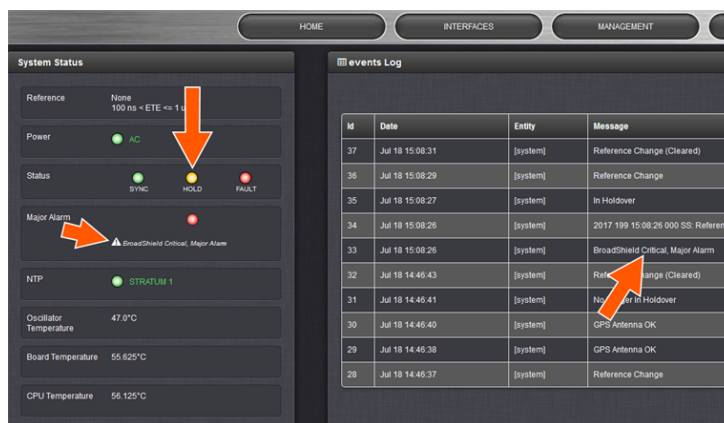 HOME
INTERFACES
MANAGEMENT
System Status
events Log
Reference
None
100 ns < ETE <= 1
Power
AC
Status
SYNC
HOLD
FAULT
Major Alarm
BroadShield Critical, Major Alarm
NTP
STRATUM 1
Oscillator
Temperature
47.0°C
Board Temperature
55.625°C
CPU Temperature
56.125°C
Id Date Entity Message
37 Jul 18 15:08:31 [system] Reference Change (Cleared)
36 Jul 18 15:08:29 [system] Reference Change
35 Jul 18 15:08:27 [system] In Holdover
34 Jul 18 15:08:26 [system] 2017 199 15:08:26 000 SS: Referen
33 Jul 18 15:08:26 [system] BroadShield Critical, Major Alarm
32 Jul 18 14:46:43 [system] (Cleared)
31 Jul 18 14:46:41 [system] In Holdover
30 Jul 18 14:46:40 [system] GPS Antenna OK
29 Jul 18 14:46:38 [system] GPS Antenna OK
28 Jul 18 14:46:37 [system] Reference Change